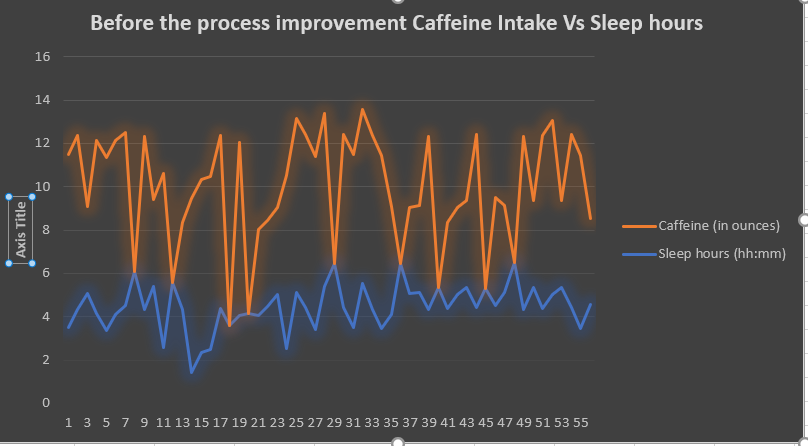 Before the process improvement Caffeine Intake Vs Sleep hours
16
14
12
10
8
6
4
2
0
Axis Title
1 3 5 7 9 11 13 15 17 19 21 23 25 27 29 31 33 35 37 39 41 43 45 47 49 51 53 55
Caffeine (in ounces)
Sleep hours (hh:mm)